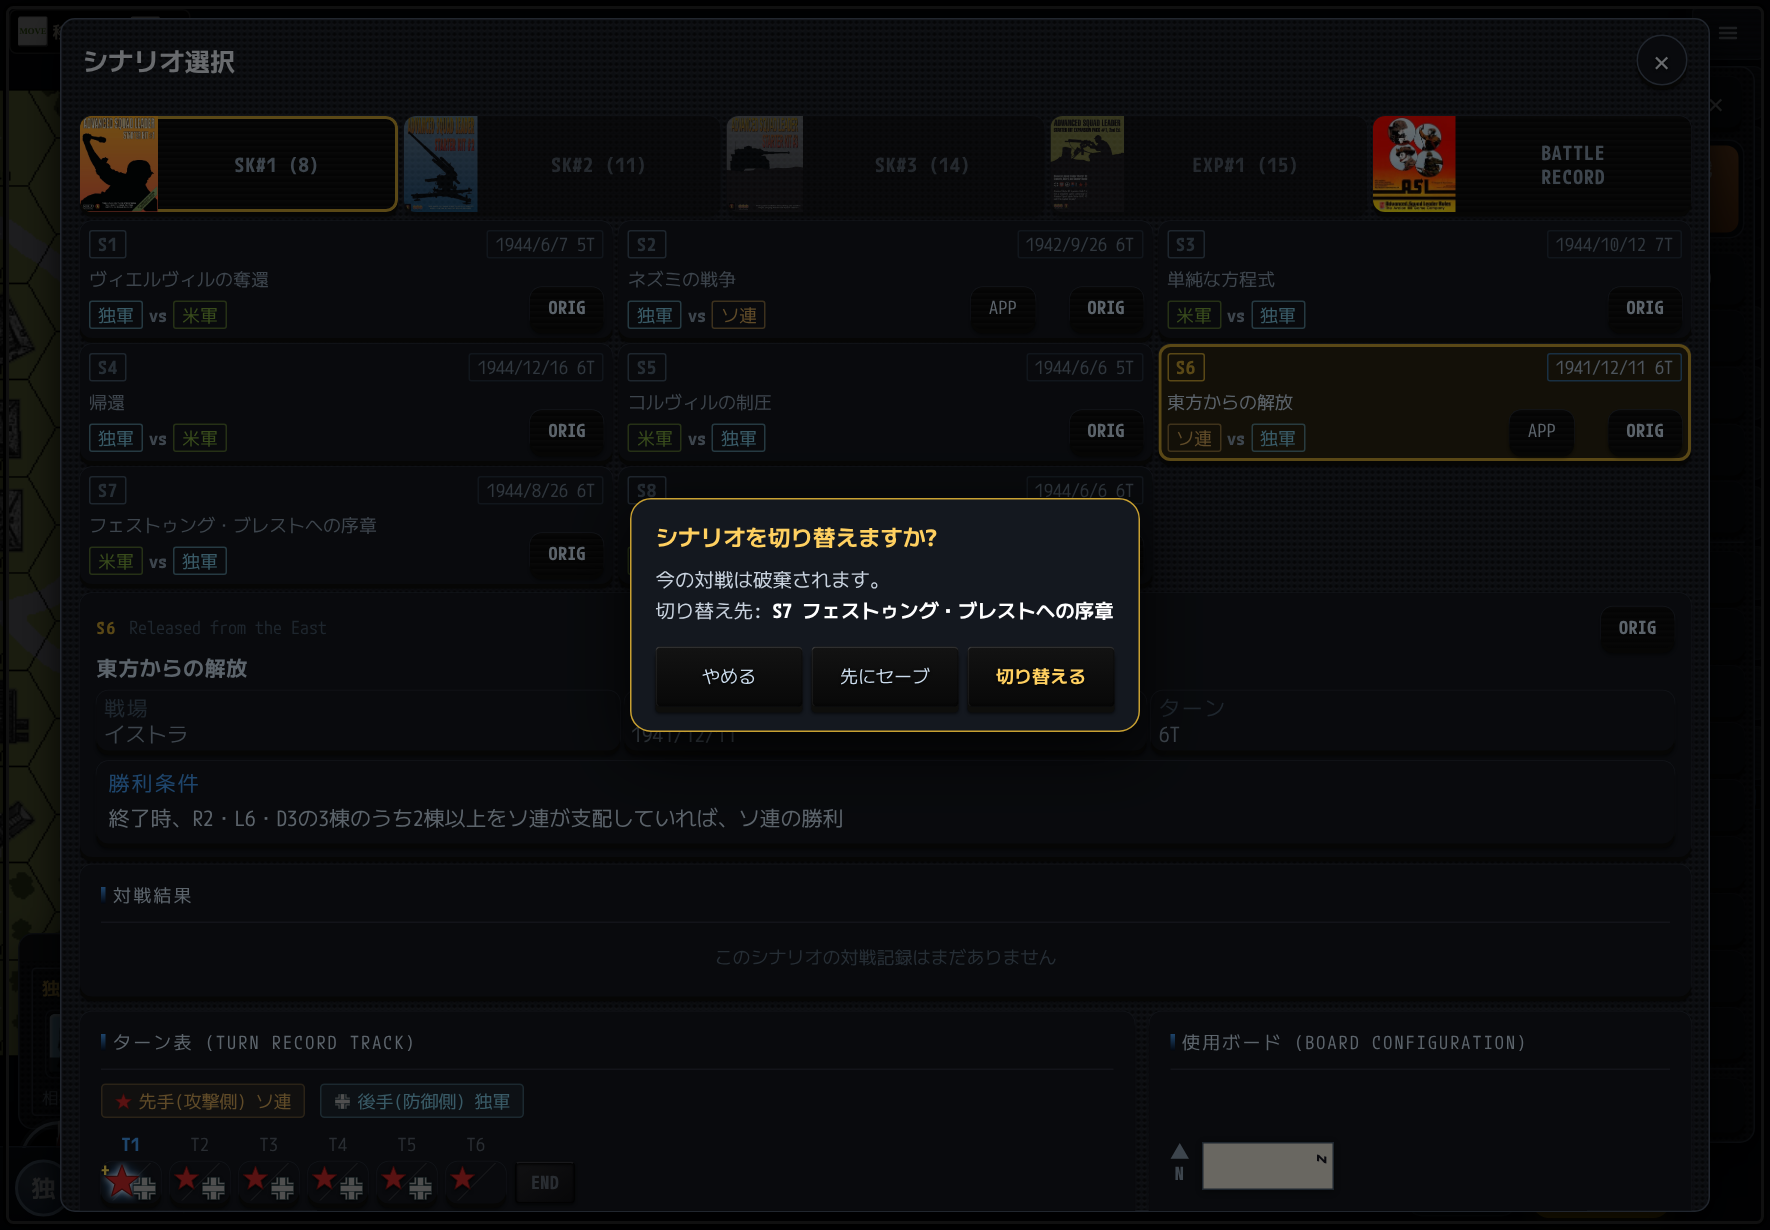 MOVE
シナリオ選択
SK#1 (8)
SK#2 (11)
SK#3 (14)
EXP#1 (15)
BATTLE
RECORD
S1
1944/6/7 5T
ヴィエルヴィルの奪還
独軍 vs 米軍
ORIG
S2
1942/9/26 6T
ネズミの戦争
独軍 vs ソ連
APP
ORIG
S3
1944/10/12 7T
単純な方程式
米軍 vs 独軍
ORIG
S4
1944/12/16 6T
帰還
独軍 vs 米軍
ORIG
S5
1944/6/6 5T
コルヴィルの制圧
米軍 vs 独軍
ORIG
S6
1941/12/11 6T
東方からの解放
ソ連 vs 独軍
APP
ORIG
S7
1944/8/26 6T
フェストゥング・ブレストへの序章
米軍 vs 独軍
ORIG
S8
1944/6/6 6T
シナリオを切り替えますか?
今の対戦は破棄されます。
切り替え先: S7 フェストゥング・ブレストへの序章
やめる
先にセーブ
切り替える
S6 Released from the East
ORIG
東方からの解放
戦場
イストラ
1941/12/11
ターン
6T
勝利条件
終了時、R2・L6・D3の3棟のうち2棟以上をソ連が支配していれば、ソ連の勝利
対戦結果
このシナリオの対戦記録はまだありません
ターン表 (TURN RECORD TRACK)
先手(攻撃側) ソ連
後手(防御側) 独軍
T1 T2 T3 T4 T5 T6
END
使用ボード (BOARD CONFIGURATION)
N
独